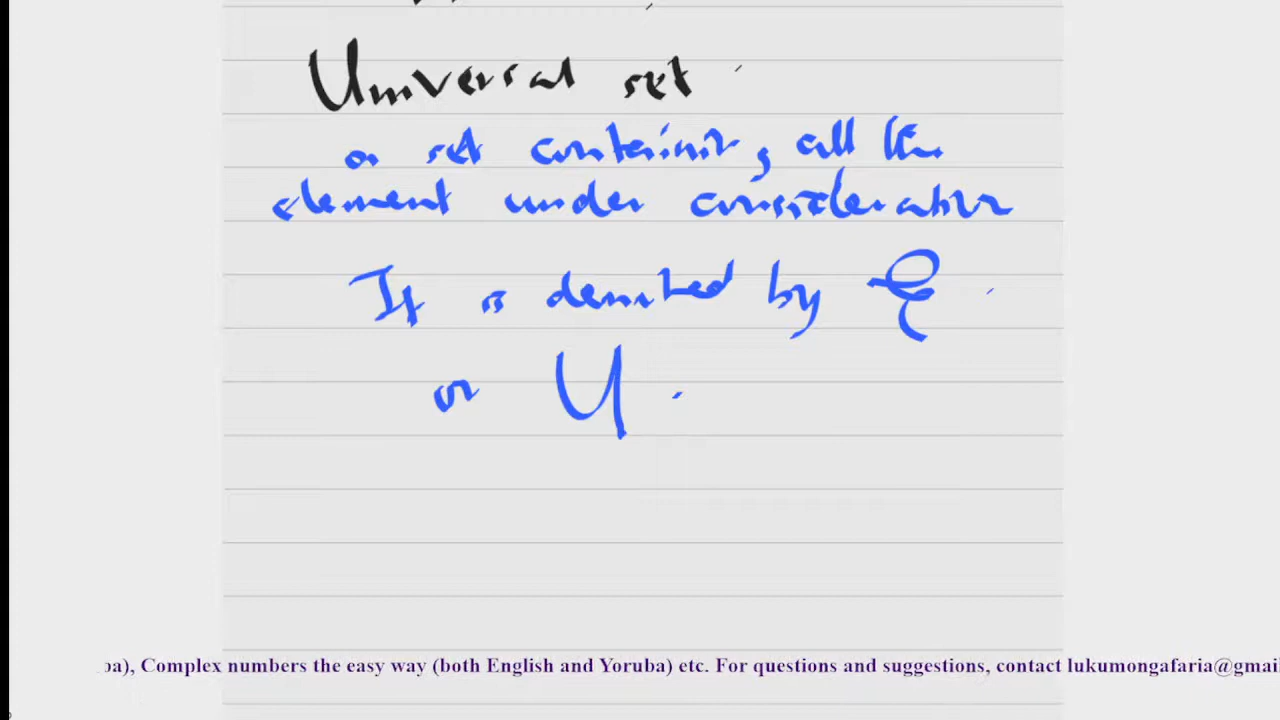 Universal set
a set containing all the
element under consideration
It is denoted by ξ
or U.
ba), Complex numbers the easy way (both English and Yoruba) etc. For questions and suggestions, contact lukumongafaria@gmail